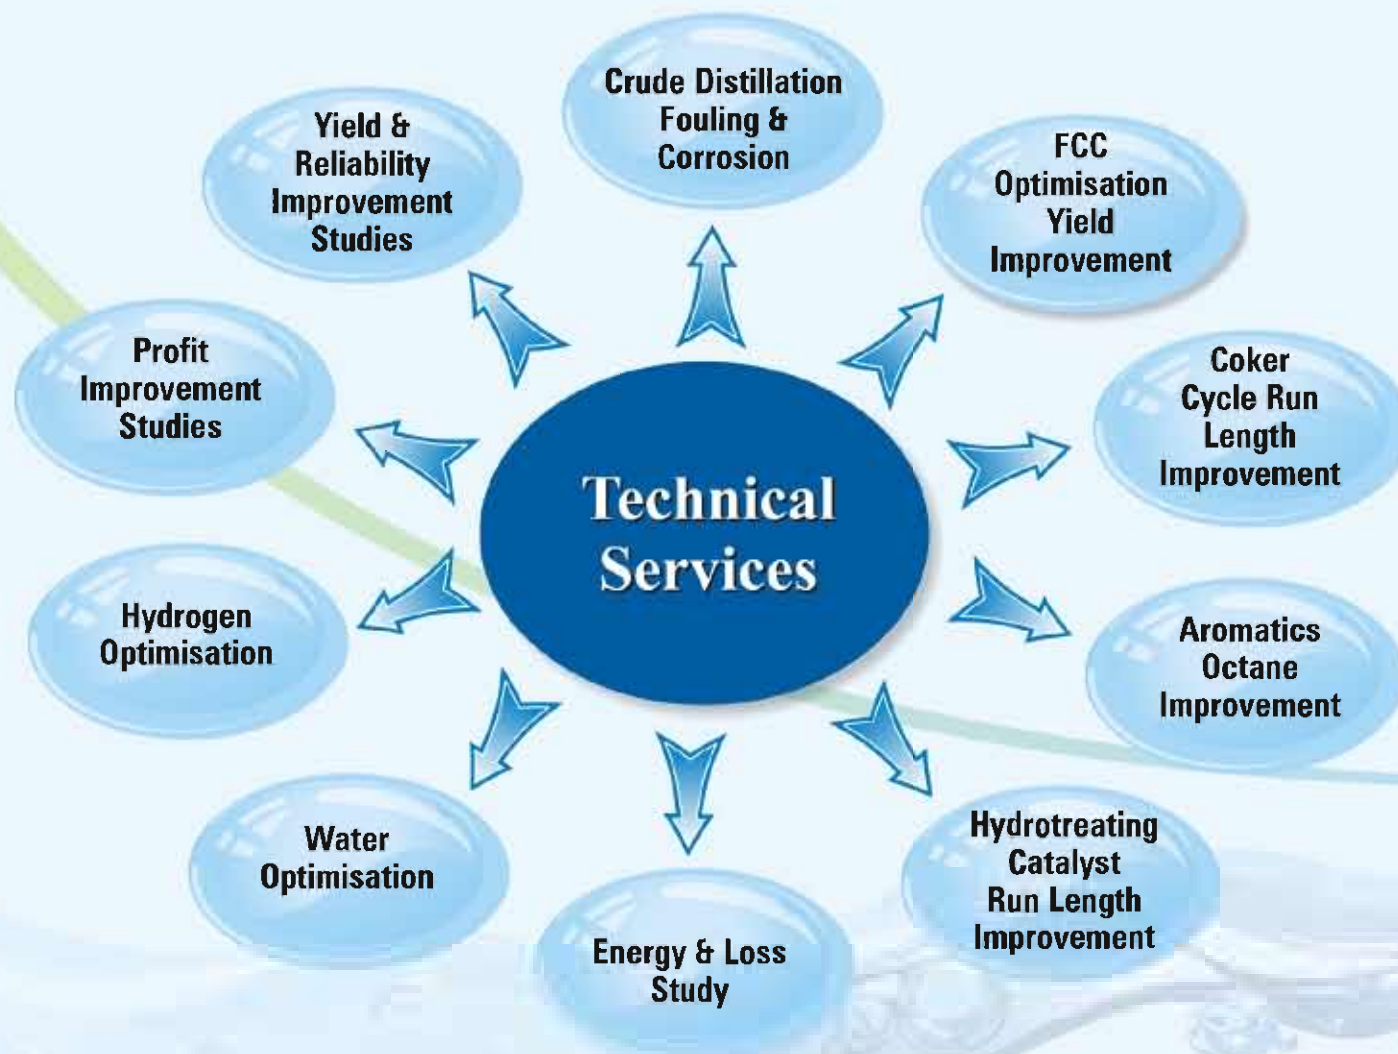 Crude Distillation
Fouling &
Corrosion
FCC
Optimisation
Yield
Improvement
Coker
Cycle Run
Length
Improvement
Aromatics
Octane
Improvement
Hydrotreating
Catalyst
Run Length
Improvement
Energy & Loss
Study
Water
Optimisation
Hydrogen
Optimisation
Profit
Improvement
Studies
Yield &
Reliability
Improvement
Studies
Technical
Services